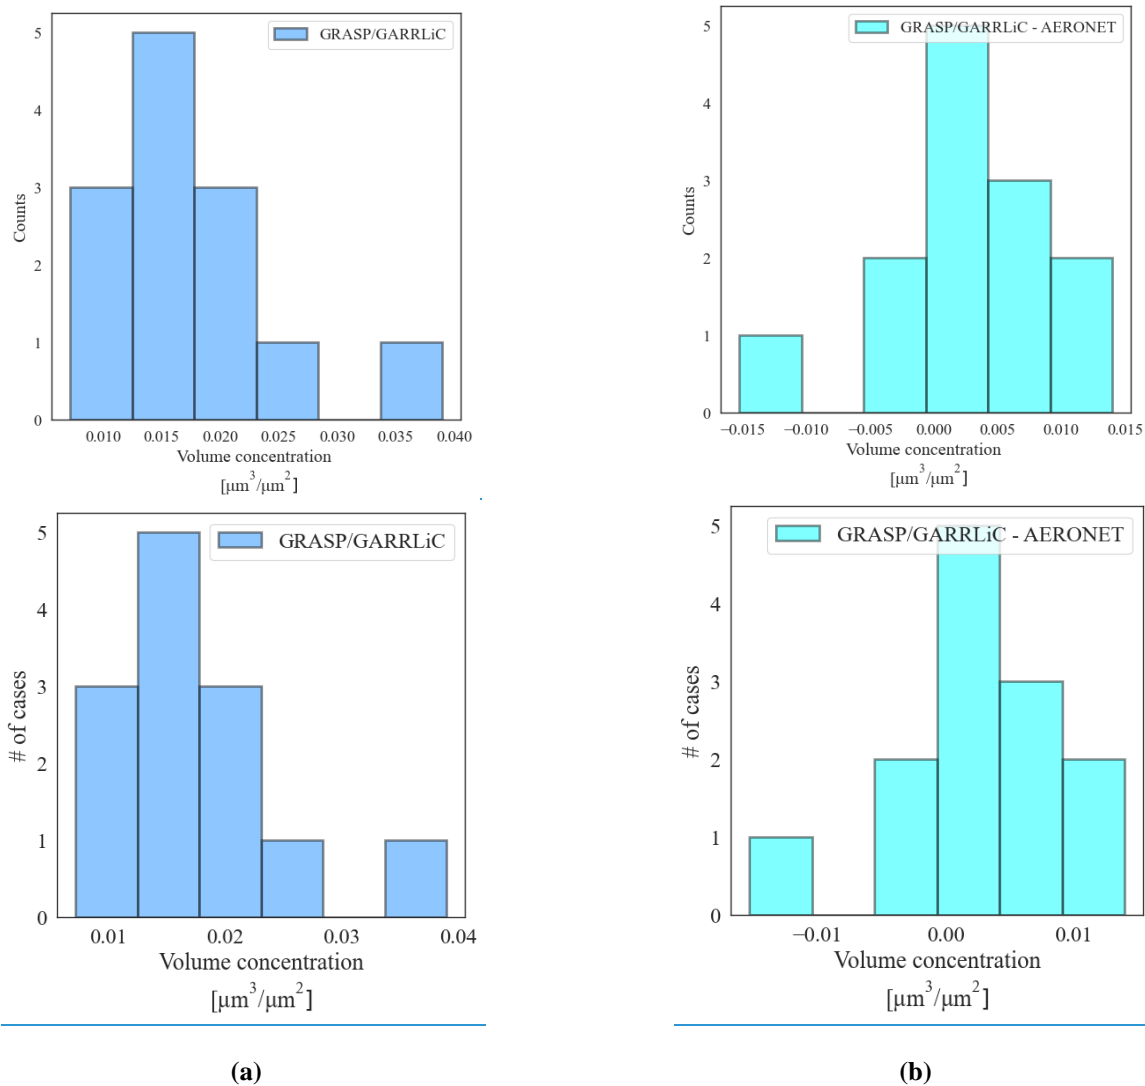 GRASP/GARRLiC
5
4
3
2
1
0
Counts
0.010 0.015 0.020 0.025 0.030 0.035 0.040
Volume concentration
[μm³/μm²]
GRASP/GARRLiC - AERONET
5
4
3
2
1
0
Counts
−0.015 −0.010 −0.005 0.000 0.005 0.010 0.015
Volume concentration
[μm³/μm²]
GRASP/GARRLiC
5
4
3
2
1
0
# of cases
0.01 0.02 0.03 0.04
Volume concentration
[μm³/μm²]
GRASP/GARRLiC - AERONET
5
4
3
2
1
0
# of cases
−0.01 0.00 0.01
Volume concentration
[μm³/μm²]
(a)
(b)